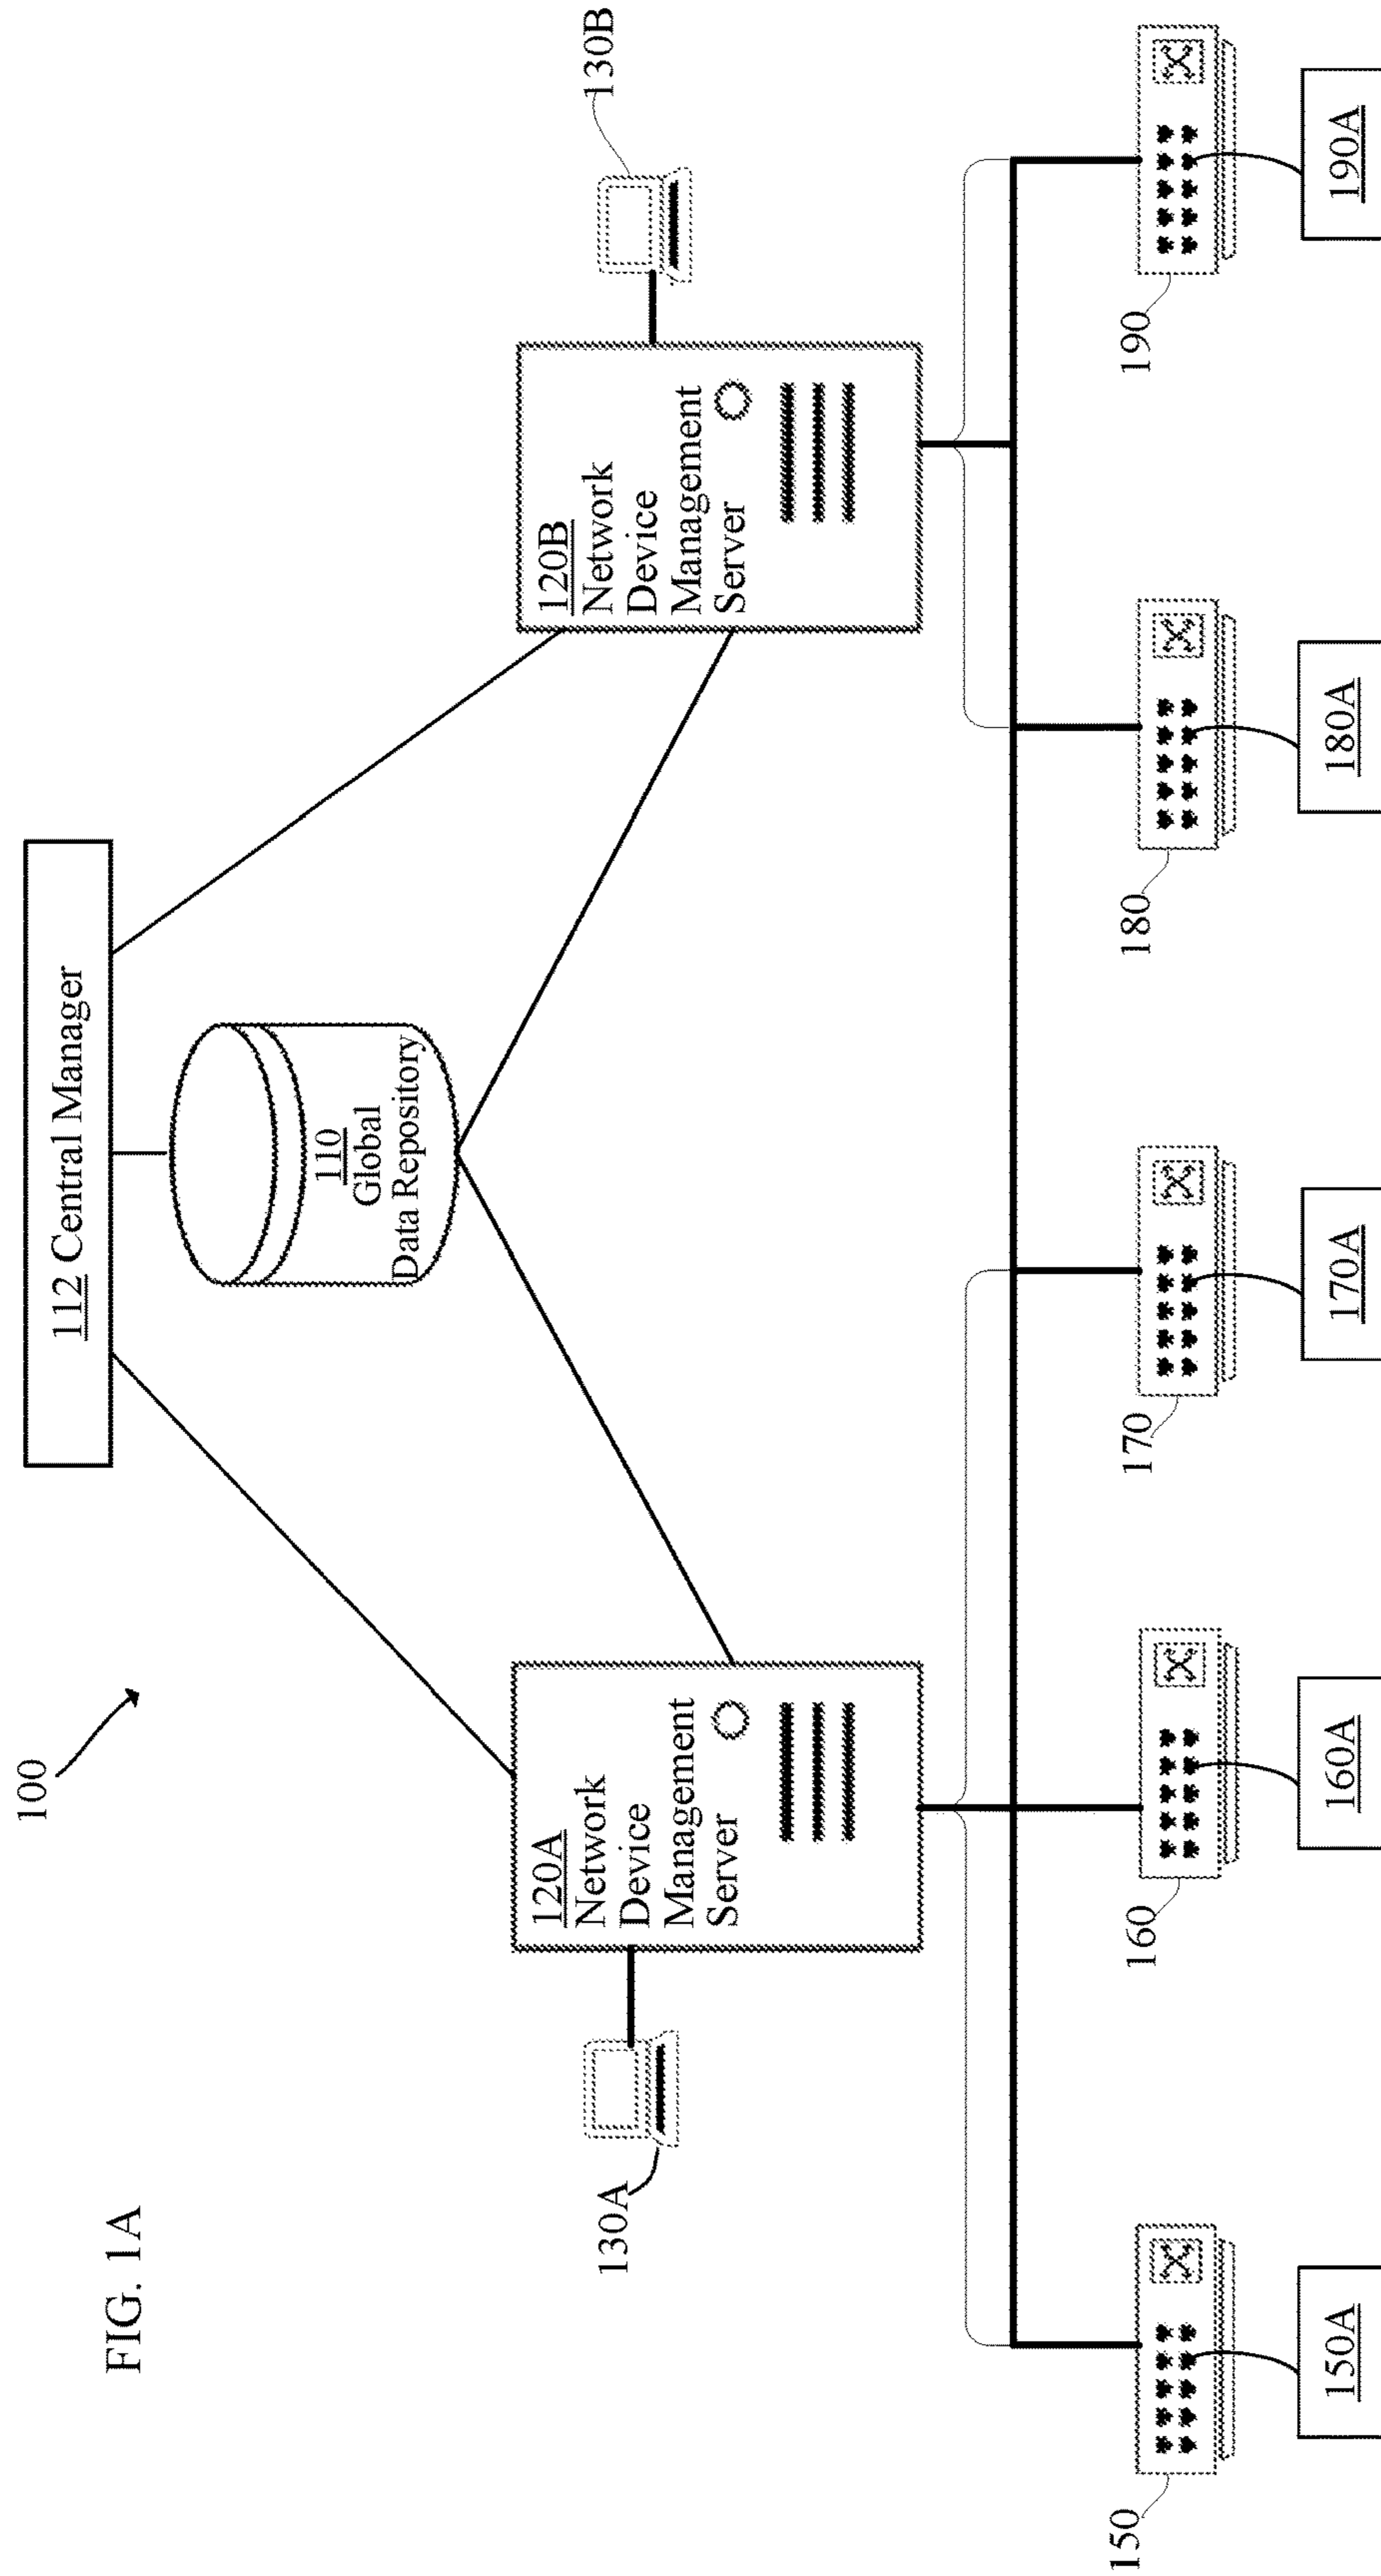 FIG. 1A
100
112 Central Manager
110
Global
Data Repository
130A
120A
Network
Device
Management
Server
120B
Network
Device
Management
Server
130B
150
160
170
180
190
150A
160A
170A
180A
190A